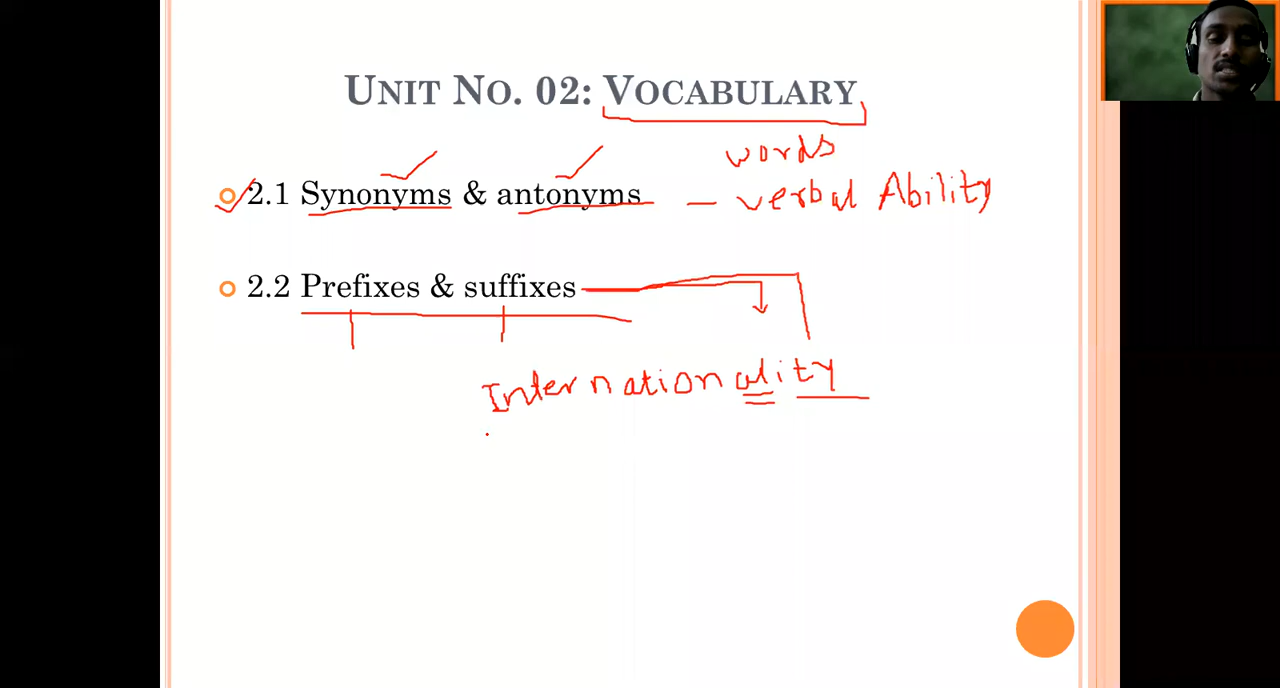 UNIT NO. 02: VOCABULARY
words
2.1 Synonyms & antonyms – verbal Ability
2.2 Prefixes & suffixes
Internationality